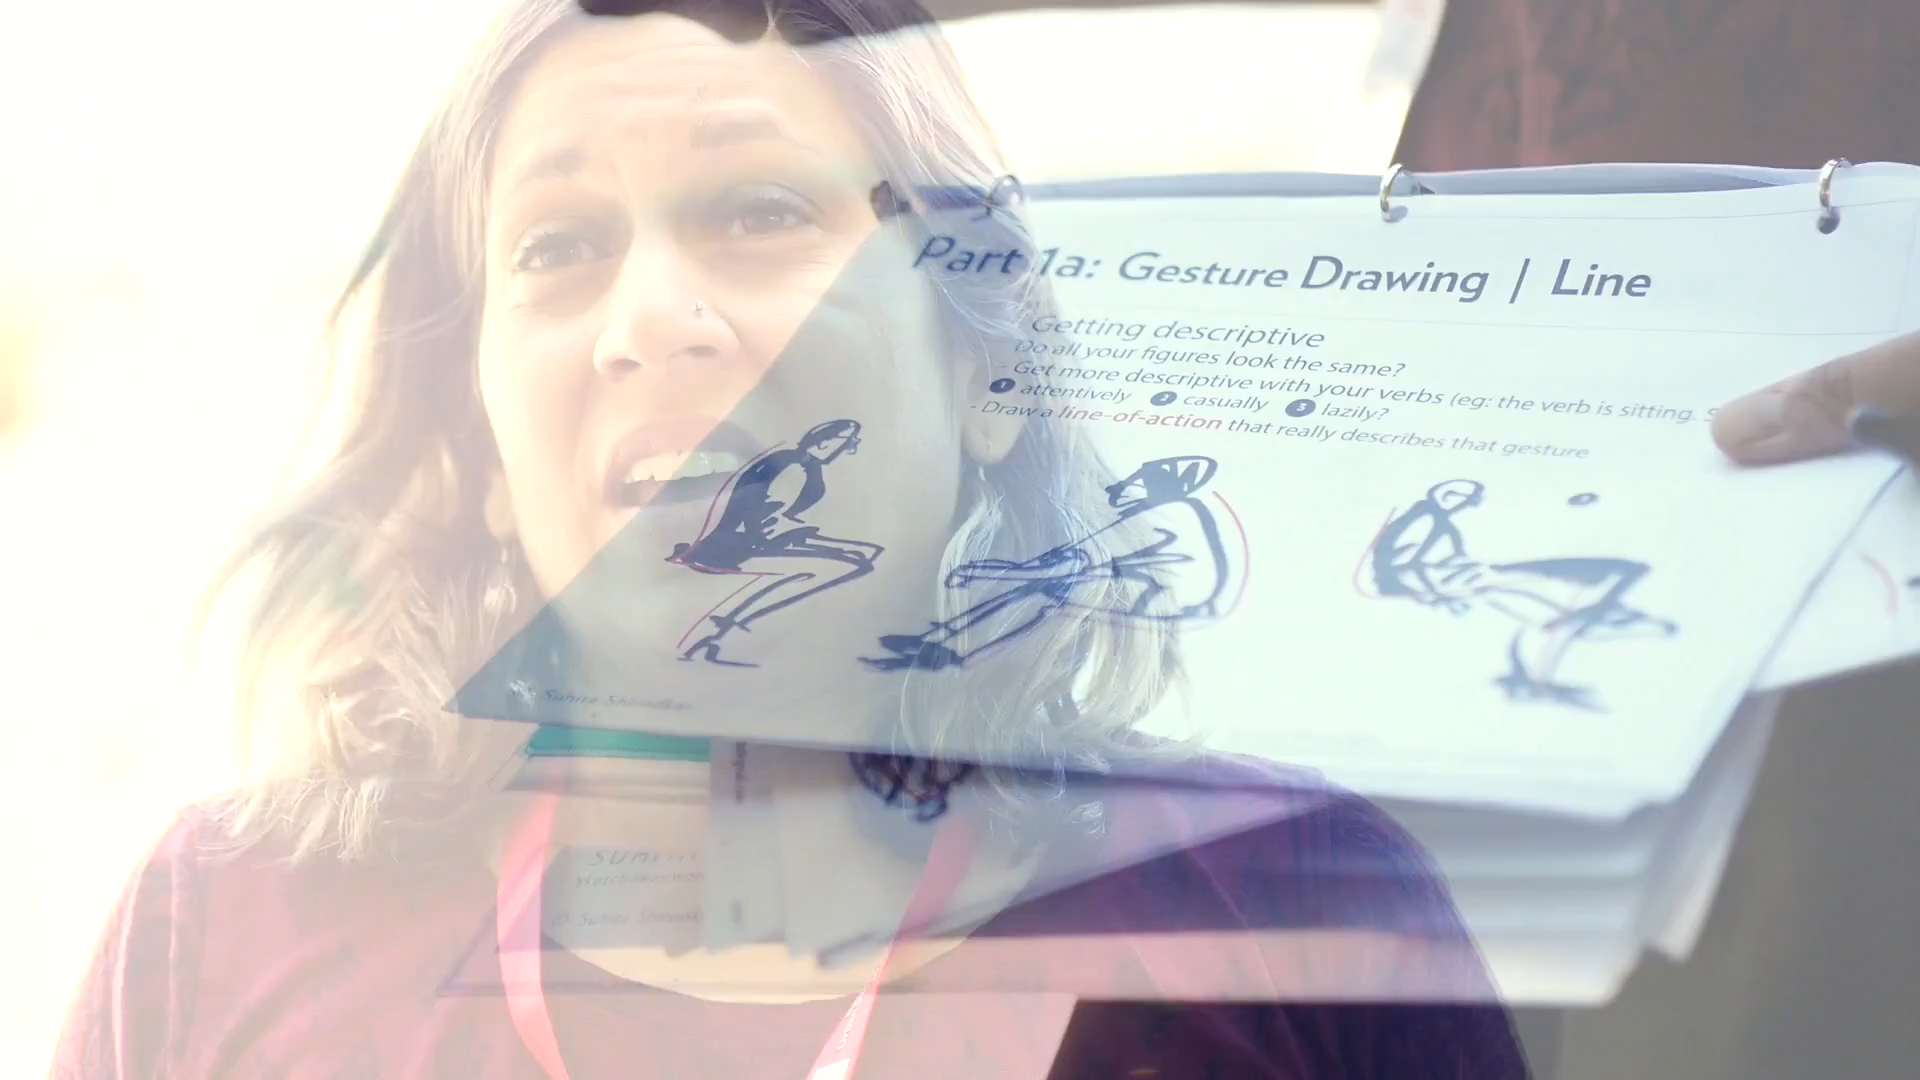 Part 1a: Gesture Drawing | Line
Getting descriptive
Do all your figures look the same?
- Get more descriptive with your verbs (eg: the verb is sitting.
1 attentively 2 casually 3 lazily?
- Draw a line-of-action that really describes that gesture
Suhita
Suhita